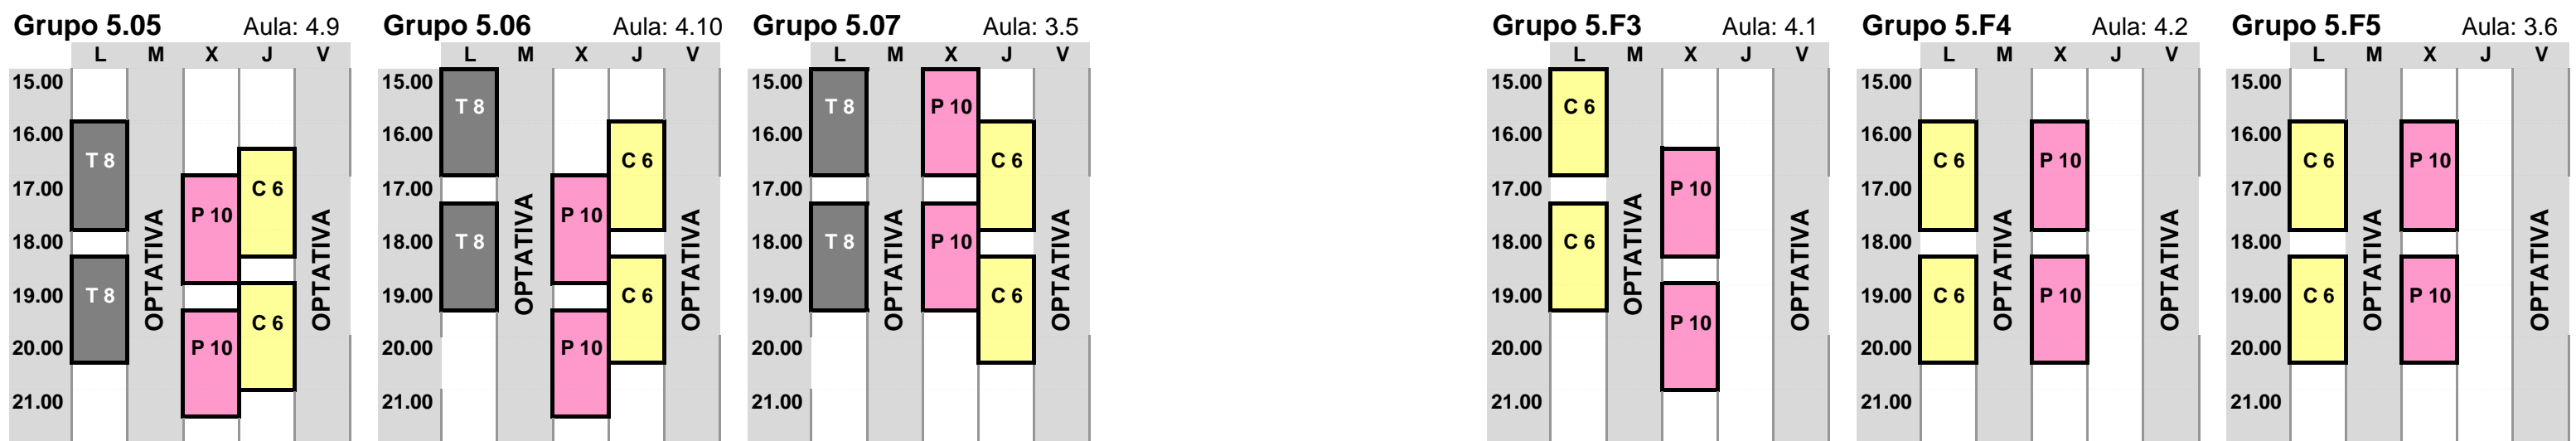 Grupo 5.05 Aula: 4.9
L M X J V
15.00
16.00
17.00
18.00
19.00
20.00
21.00
T 8
T 8
OPTATIVA
P 10
P 10
C 6
C 6
OPTATIVA
Grupo 5.06 Aula: 4.10
L M X J V
15.00
16.00
17.00
18.00
19.00
20.00
21.00
T 8
T 8
OPTATIVA
P 10
P 10
C 6
C 6
OPTATIVA
Grupo 5.07 Aula: 3.5
L M X J V
15.00
16.00
17.00
18.00
19.00
20.00
21.00
T 8
T 8
OPTATIVA
P 10
P 10
C 6
C 6
OPTATIVA
Grupo 5.F3 Aula: 4.1
L M X J V
15.00
16.00
17.00
18.00
19.00
20.00
21.00
C 6
C 6
OPTATIVA
P 10
P 10
OPTATIVA
Grupo 5.F4 Aula: 4.2
L M X J V
15.00
16.00
17.00
18.00
19.00
20.00
21.00
C 6
C 6
OPTATIVA
P 10
P 10
OPTATIVA
Grupo 5.F5 Aula: 3.6
L M X J V
15.00
16.00
17.00
18.00
19.00
20.00
21.00
C 6
C 6
OPTATIVA
P 10
P 10
OPTATIVA